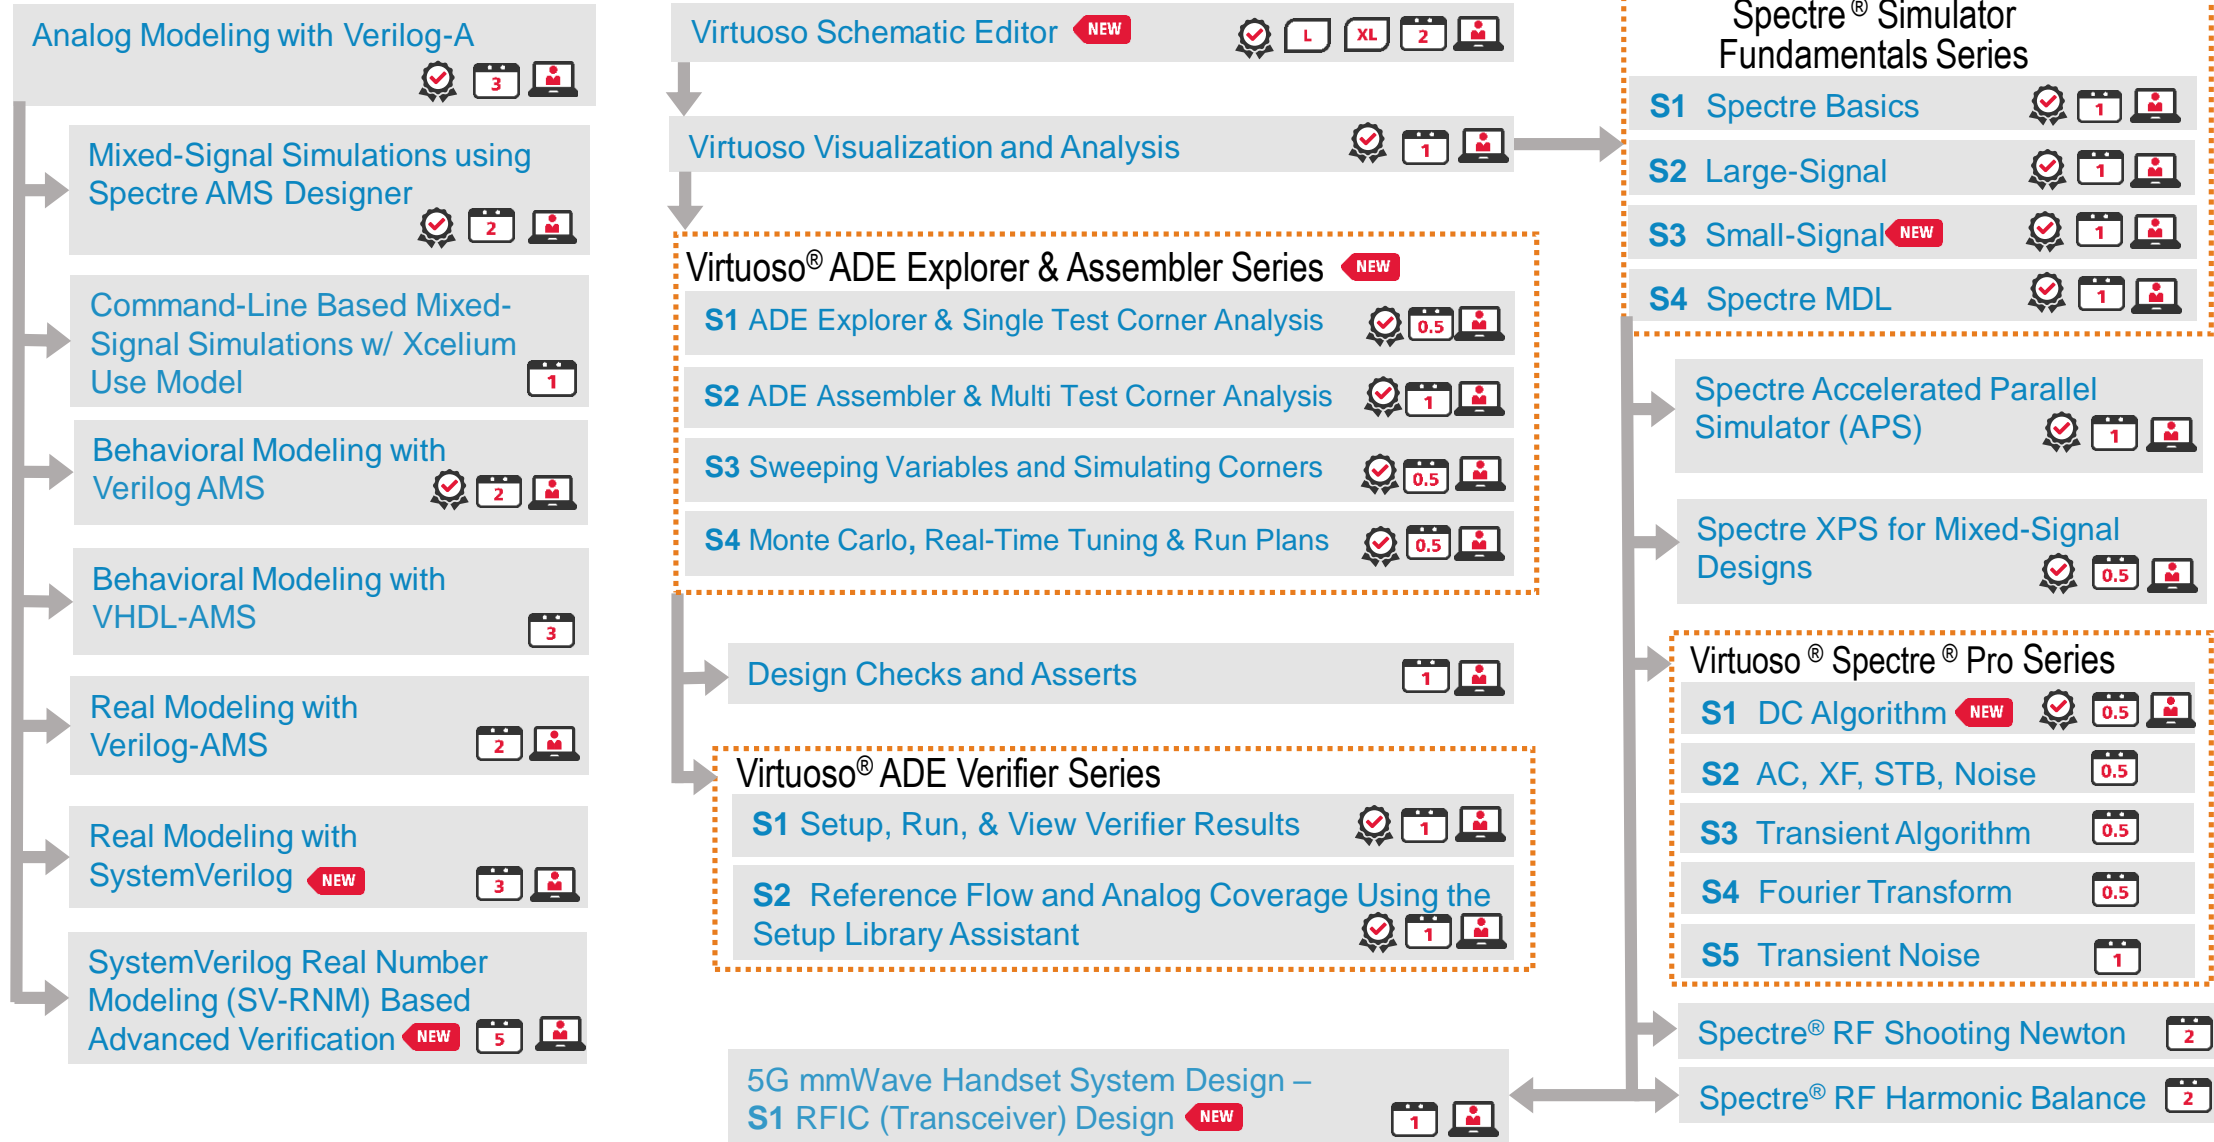 Analog Modeling with Verilog-A
3
Mixed-Signal Simulations using
Spectre AMS Designer
2
Command-Line Based Mixed-
Signal Simulations w/ Xcelium
Use Model
1
Behavioral Modeling with
Verilog AMS
2
Behavioral Modeling with
VHDL-AMS
3
Real Modeling with
Verilog-AMS
2
Real Modeling with
SystemVerilog NEW
3
SystemVerilog Real Number
Modeling (SV-RNM) Based
Advanced Verification NEW 5
Virtuoso Schematic Editor NEW L XL 2
Virtuoso Visualization and Analysis 1
Virtuoso® ADE Explorer & Assembler Series NEW
S1 ADE Explorer & Single Test Corner Analysis 0.5
S2 ADE Assembler & Multi Test Corner Analysis 1
S3 Sweeping Variables and Simulating Corners 0.5
S4 Monte Carlo, Real-Time Tuning & Run Plans 0.5
Design Checks and Asserts 1
Virtuoso® ADE Verifier Series
S1 Setup, Run, & View Verifier Results 1
S2 Reference Flow and Analog Coverage Using the
Setup Library Assistant 1
5G mmWave Handset System Design –
S1 RFIC (Transceiver) Design NEW 1
Spectre® Simulator
Fundamentals Series
S1 Spectre Basics 1
S2 Large-Signal 1
S3 Small-Signal NEW 1
S4 Spectre MDL 1
Spectre Accelerated Parallel
Simulator (APS) 1
Spectre XPS for Mixed-Signal
Designs 0.5
Virtuoso® Spectre® Pro Series
S1 DC Algorithm NEW 0.5
S2 AC, XF, STB, Noise 0.5
S3 Transient Algorithm 0.5
S4 Fourier Transform 0.5
S5 Transient Noise 1
Spectre® RF Shooting Newton 2
Spectre® RF Harmonic Balance 2